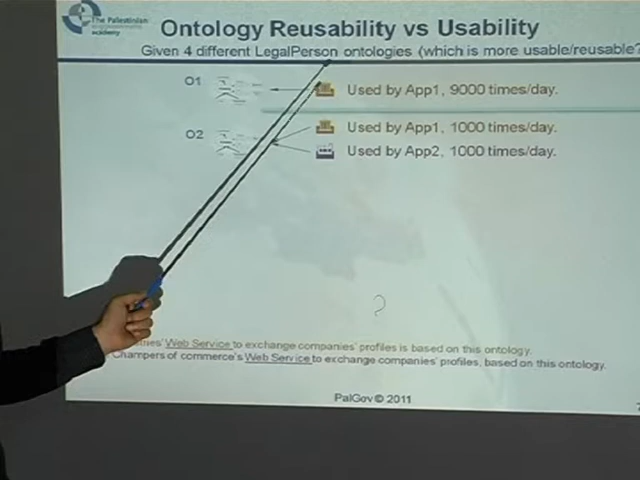 The Palestinian
academy
Ontology Reusability vs Usability
Given 4 different LegalPerson ontologies (which is more usable/reusable?
O1
Used by App1, 9000 times/day.
O2
Used by App1, 1000 times/day.
Used by App2, 1000 times/day.
?
Web Service to exchange companies' profiles is based on this ontology.
Champers of commerce's Web Service to exchange companies' profiles, based on this ontology.
PalGov © 2011